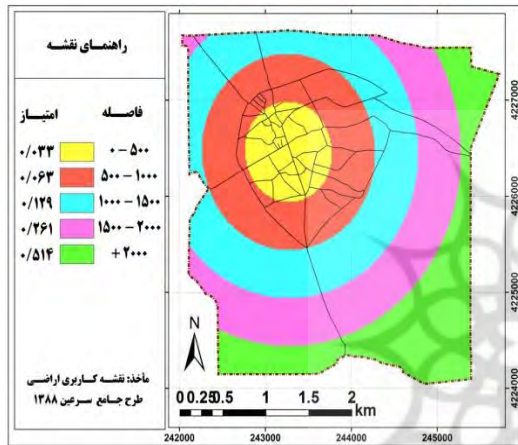 راهنمای نقشه
امتیاز فاصله
۰/۰۳۳ ۰ – ۵۰۰
۰/۰۶۳ ۵۰۰ – ۱۰۰۰
۰/۱۲۹ ۱۰۰۰ – ۱۵۰۰
۰/۲۶۱ ۱۵۰۰ – ۲۰۰۰
۰/۵۱۴ + ۲۰۰۰
N
مأخذ: نقشه کاربری اراضی
طرح جامع سرعین ۱۳۸۸
0 0.25 0.5 1 1.5 2
km
4227000
4226000
4225000
4224000
242000 243000 244000 245000